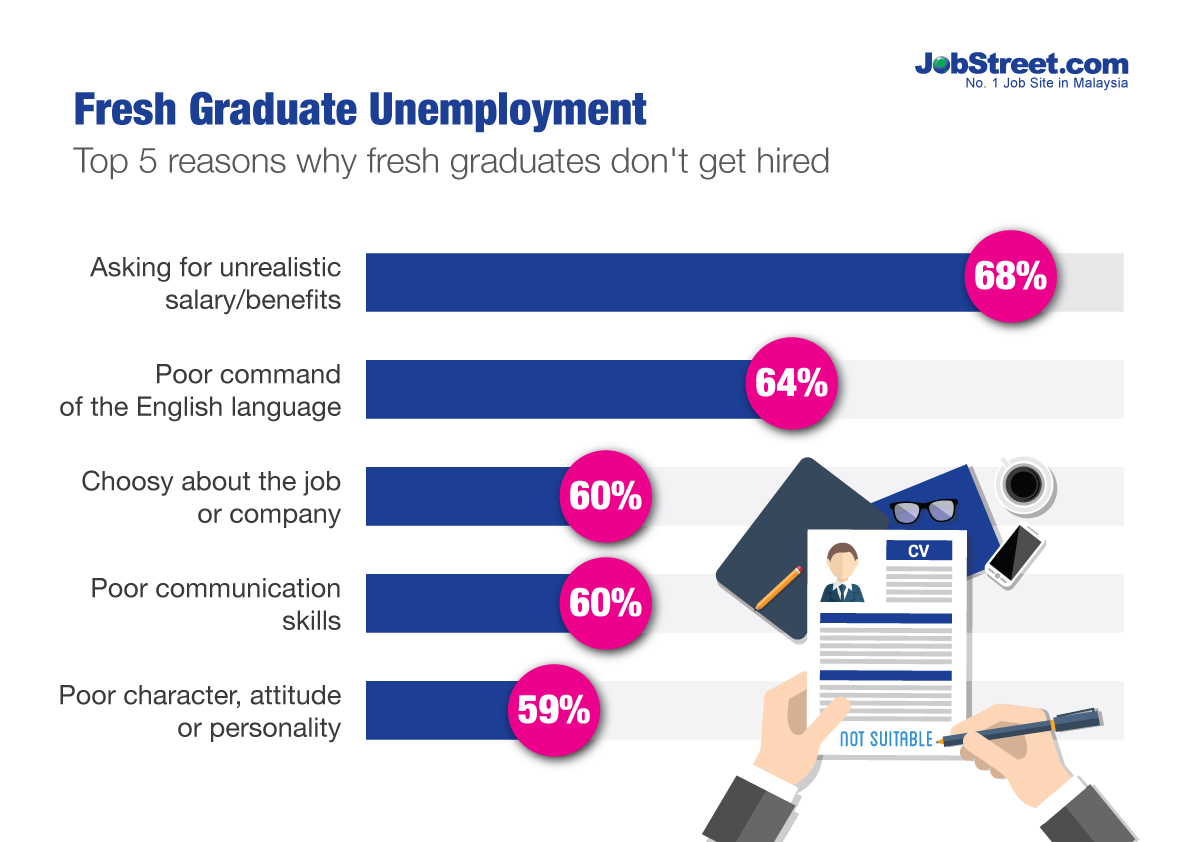 JobStreet.com
No. 1 Job Site in Malaysia
Fresh Graduate Unemployment
Top 5 reasons why fresh graduates don't get hired
Asking for unrealistic
salary/benefits
68%
Poor command
of the English language
64%
Choosy about the job
or company
60%
Poor communication
skills
60%
Poor character, attitude
or personality
59%
CV
NOT SUITABLE